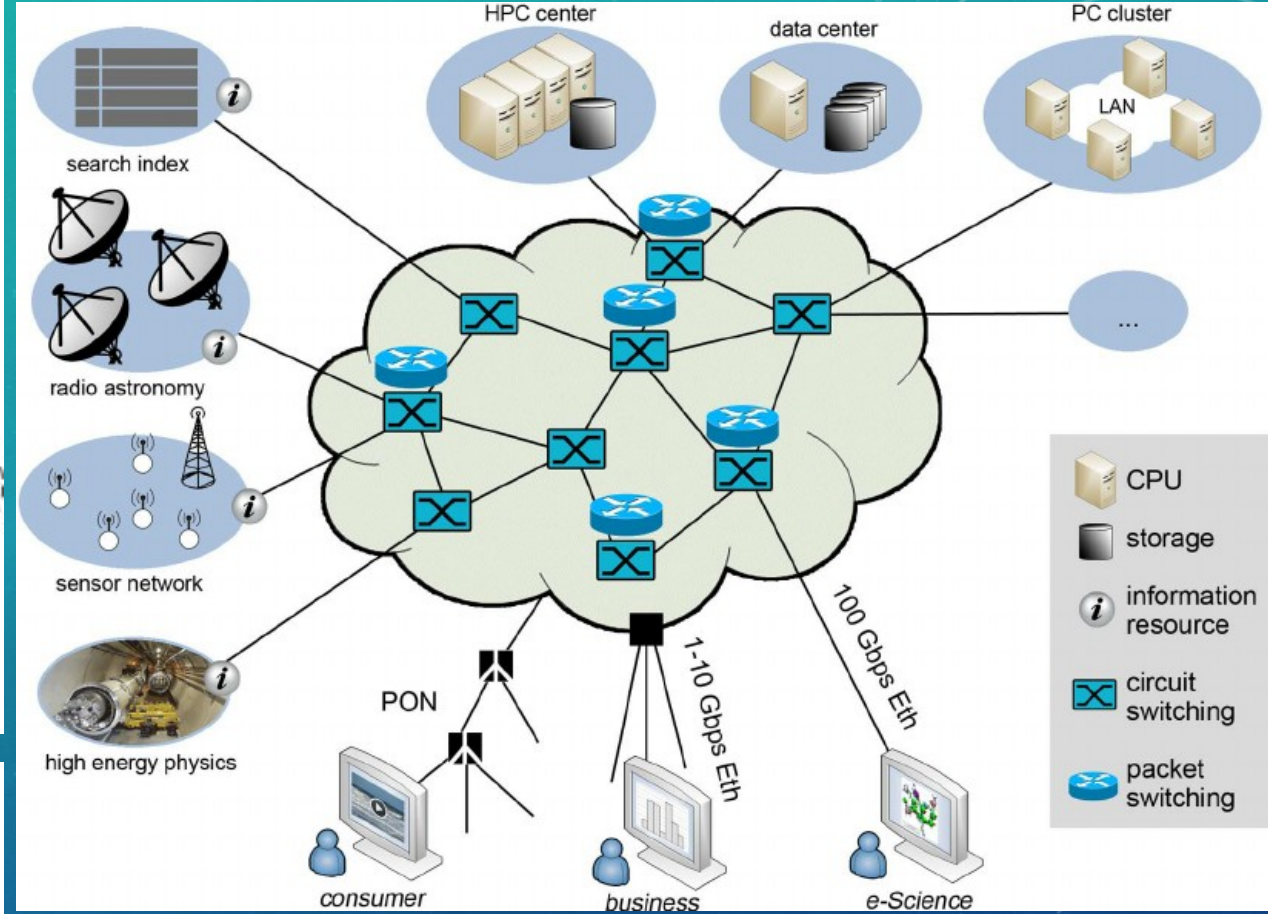 HPC center
data center
PC cluster
LAN
i
search index
i
radio astronomy
...
i
sensor network
i
high energy physics
PON
1-10 Gbps Eth
100 Gbps Eth
consumer
business
e-Science
CPU
storage
i
information
resource
circuit
switching
packet
switching